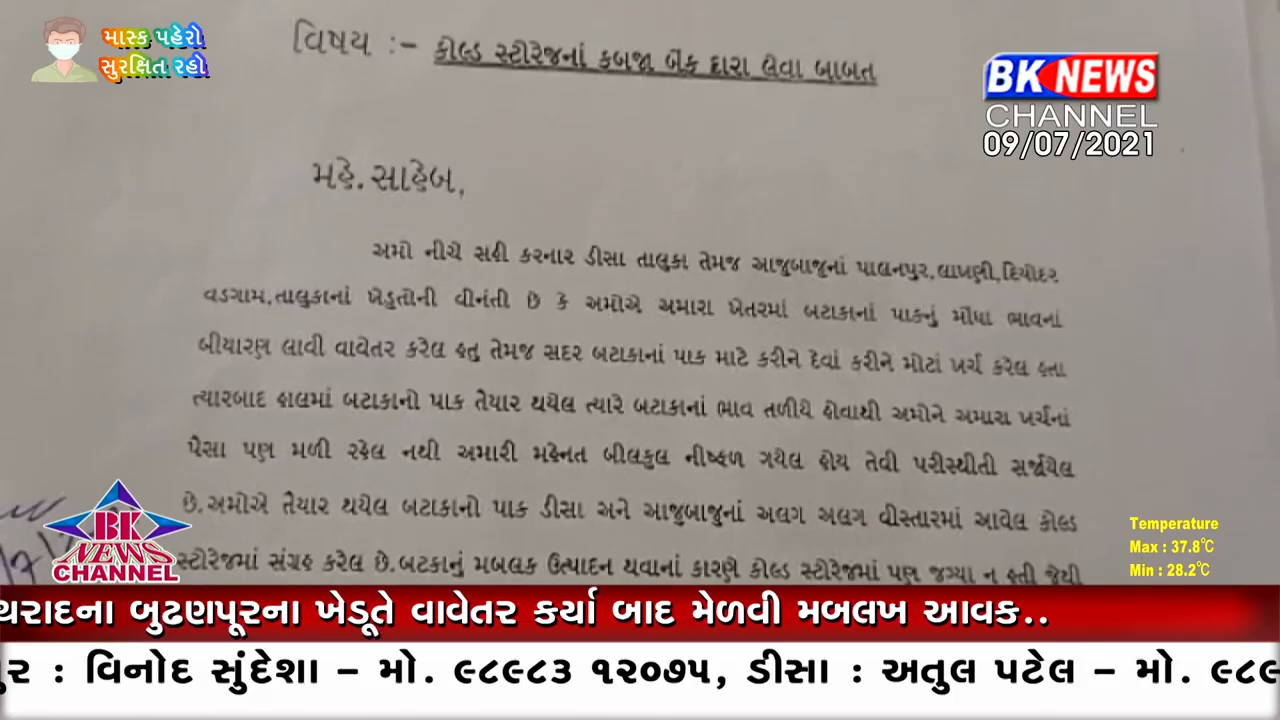 માસ્ક પહેરો
સુરક્ષિત રહો
વિષય :- કોલ્ડ સ્ટોરેજનાં કબજા બેંક દારા લેવા બાબત
BK NEWS
CHANNEL
09/07/2021
મહે.સાહેબ,
અમો નીચે સહી કરનાર ડીસા તાલુકા તેમજ આજુબાજુનાં પાલનપુર,લાખણી,દિયોદર
વડગામ,તાલુકાનાં ખેડુતોની વીનંતી છે કે અમોએ અમારા ખેતરમાં બટાકાનાં પાકનું મોંઘા ભાવનાં
બીયારણ લાવી વાવેતર કરેલ હતુ તેમજ સદર બટાકાનાં પાક માટે કરીને દેવાં કરીને મોટાં ખર્ચ કરેલ હતા
ત્યારબાદ હાલમાં બટાકાનો પાક તૈયાર થયેલ ત્યારે બટાકાનાં ભાવ તળીયે હોવાથી અમોને અમારા ખર્ચનાં
પૈસા પણ મળી રહેલ નથી અમારી મહેનત બીલકુલ નીષ્ફળ ગયેલ હોય તેવી પરીસ્થીતી સર્જાયેલ
છે.અમોએ તૈયાર થયેલ બટાકાનો પાક ડીસા અને આજુબાજુનાં અલગ અલગ વીસ્તારમાં આવેલ કોલ્ડ
સ્ટોરેજમાં સંગ્રહ કરેલ છે.બટકાનું મબલક ઉત્પાદન થવાનાં કારણે કોલ્ડ સ્ટોરેજમાં પણ જગ્યા ન હતી જેથી
BK
NEWS
CHANNEL
Temperature
Max : 37.8℃
Min : 28.2℃
થરાદના બુઢણપૂરના ખેડૂતે વાવેતર કર્યા બાદ મેળવી મબલખ આવક..
પુર : વિનોદ સુંદેશા – મો. ૯૮૯૮૩ ૧૨૦૭૫, ડીસા : અતુલ પટેલ – મો. ૯૮૯